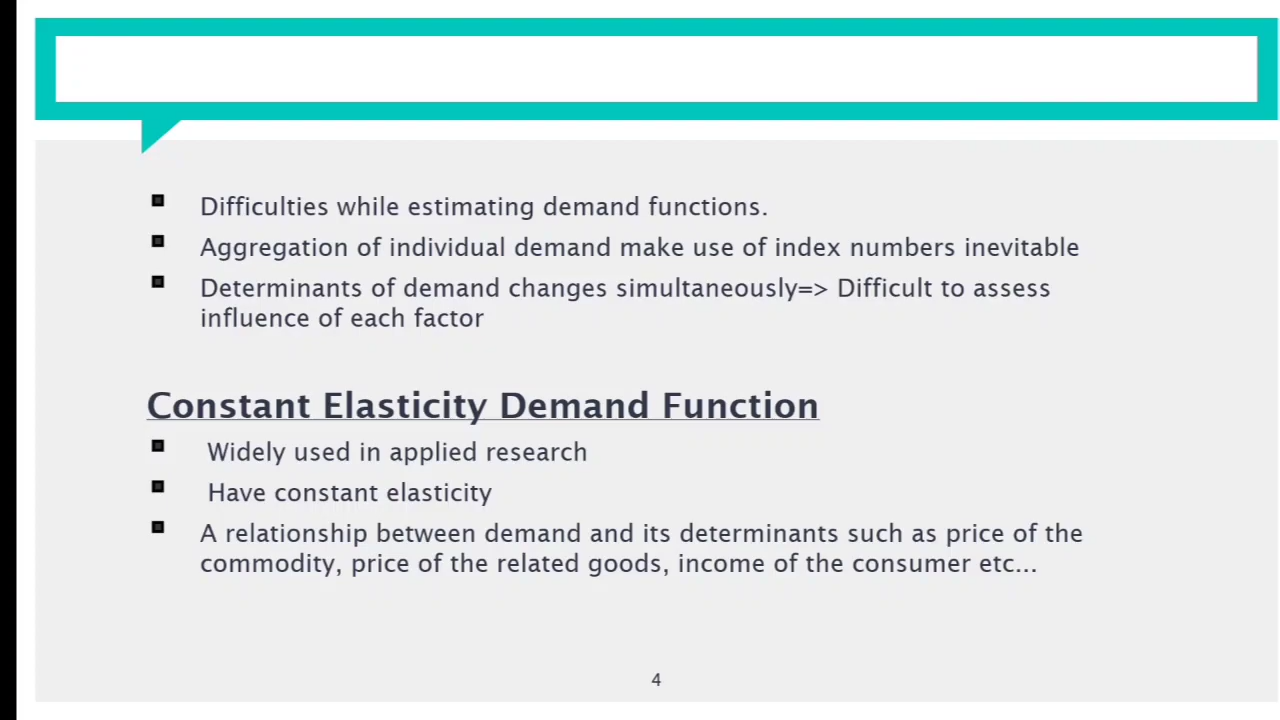 Difficulties while estimating demand functions.
Aggregation of individual demand make use of index numbers inevitable
Determinants of demand changes simultaneously=> Difficult to assess
influence of each factor
Constant Elasticity Demand Function
Widely used in applied research
Have constant elasticity
A relationship between demand and its determinants such as price of the
commodity, price of the related goods, income of the consumer etc...
4